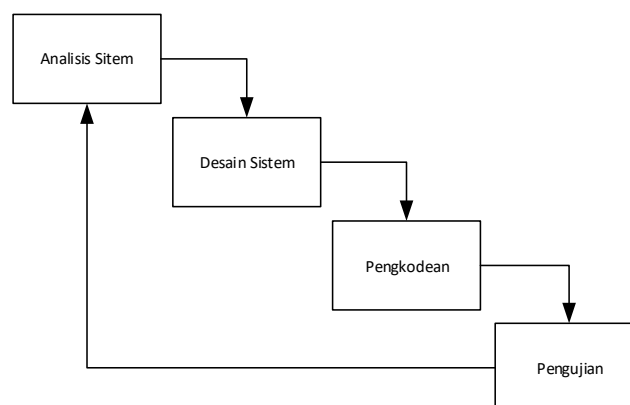 Analisis Sitem
Desain Sistem
Pengkodean
Pengujian